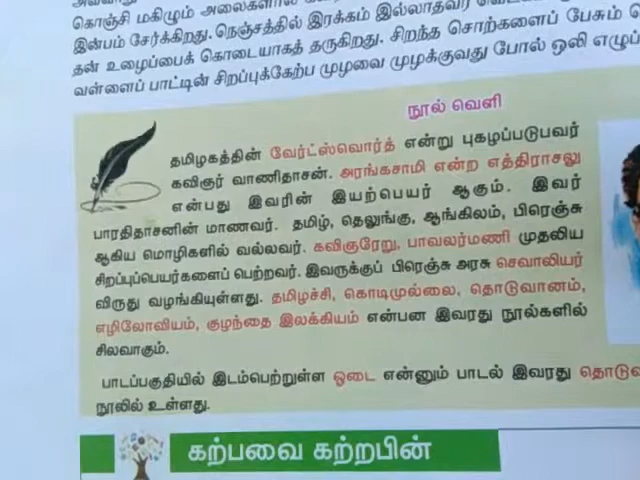 கொஞ்சி மகிழும் அலைகளால்
இன்பம் சேர்க்கிறது. நெஞ்சத்தில் இரக்கம் இல்லாதவர்
தன் உழைப்பைக் கொடையாகத் தருகிறது. சிறந்த சொற்களைப் பேசும்
வள்ளைப் பாட்டின் சிறப்புக்கேற்ப முழவை முழக்குவது போல் ஒலி எழுப்
நூல் வெளி
தமிழகத்தின் வேர்ட்ஸ்வொர்த் என்று புகழப்படுபவர்
கவிஞர் வாணிதாசன். அரங்கசாமி என்ற எத்திராசலு
என்பது இவரின் இயற்பெயர் ஆகும். இவர்
பாரதிதாசனின் மாணவர். தமிழ், தெலுங்கு, ஆங்கிலம், பிரெஞ்சு
ஆகிய மொழிகளில் வல்லவர். கவிஞரேறு, பாவலர்மணி முதலிய
சிறப்புப்பெயர்களைப் பெற்றவர். இவருக்குப் பிரெஞ்சு அரசு செவாலியர்
விருது வழங்கியுள்ளது. தமிழச்சி, கொடிமுல்லை, தொடுவானம்,
எழிலோவியம், குழந்தை இலக்கியம் என்பன இவரது நூல்களில்
சிலவாகும்.
பாடப்பகுதியில் இடம்பெற்றுள்ள ஓடை என்னும் பாடல் இவரது
நூலில் உள்ளது.
கற்பவை கற்றபின்